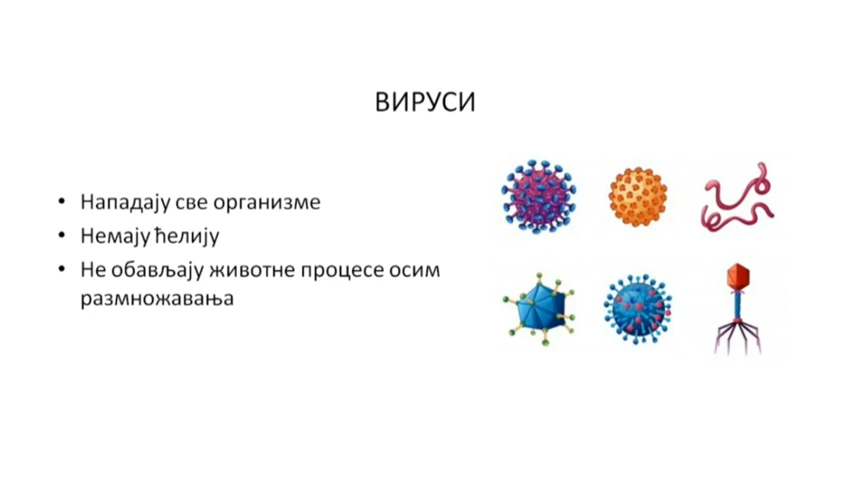 ВИРУСИ
• Нападају све организме
• Немају ћелију
• Не обављају животне процесе осим
размножавања